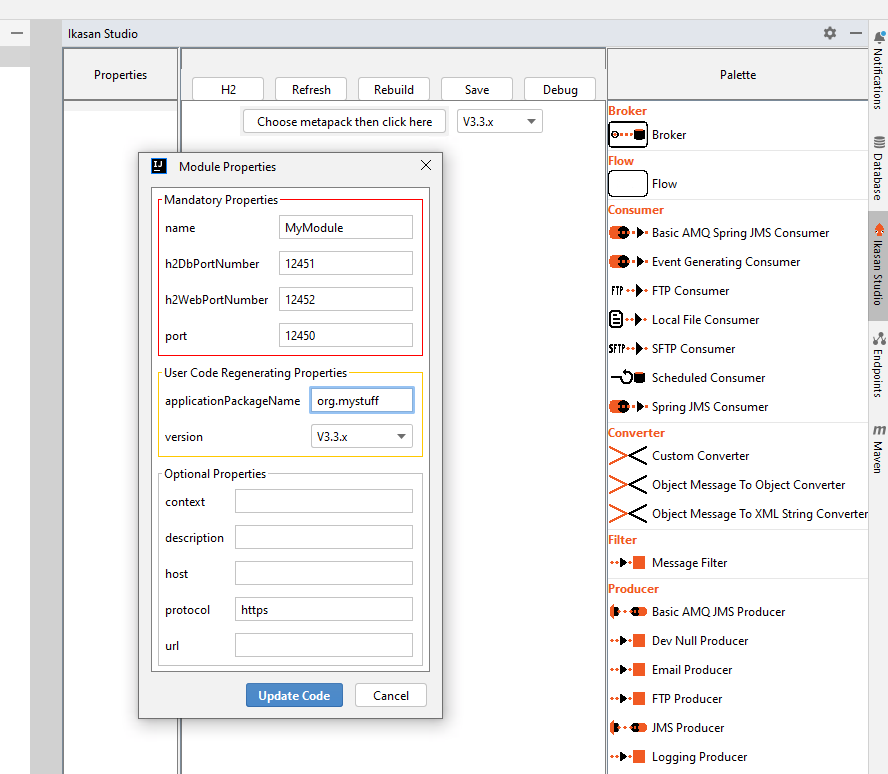 Ikasan Studio
Properties
H2
Refresh
Rebuild
Save
Debug
Palette
Choose metapack then click here
V3.3.x
Module Properties
Mandatory Properties
name
MyModule
h2DbPortNumber
12451
h2WebPortNumber
12452
port
12450
User Code Regenerating Properties
applicationPackageName
org.mystuff
version
V3.3.x
Optional Properties
context
description
host
protocol
https
url
Update Code
Cancel
Broker
Broker
Flow
Flow
Consumer
Basic AMQ Spring JMS Consumer
Event Generating Consumer
FTP
FTP Consumer
Local File Consumer
SFTP
SFTP Consumer
Scheduled Consumer
Spring JMS Consumer
Converter
Custom Converter
Object Message To Object Converter
Object Message To XML String Converter
Filter
Message Filter
Producer
Basic AMQ JMS Producer
Dev Null Producer
Email Producer
FTP Producer
JMS Producer
Logging Producer
Notifications
Database
Ikasan Studio
Endpoints
m
Maven
IJ